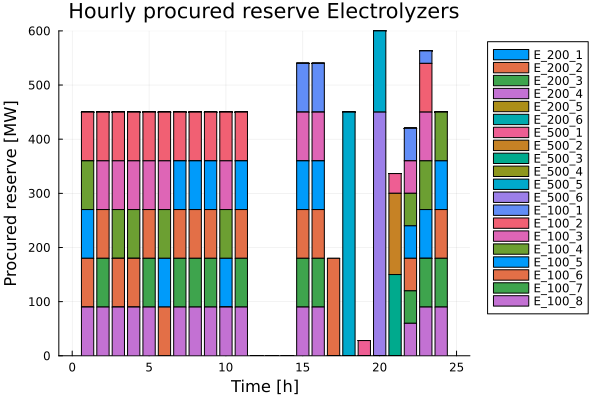 Hourly procured reserve Electrolyzers
Procured reserve [MW]
600
500
400
300
200
100
0
0
5
10
15
20
25
Time [h]
E_200_1
E_200_2
E_200_3
E_200_4
E_200_5
E_200_6
E_500_1
E_500_2
E_500_3
E_500_4
E_500_5
E_500_6
E_100_1
E_100_2
E_100_3
E_100_4
E_100_5
E_100_6
E_100_7
E_100_8